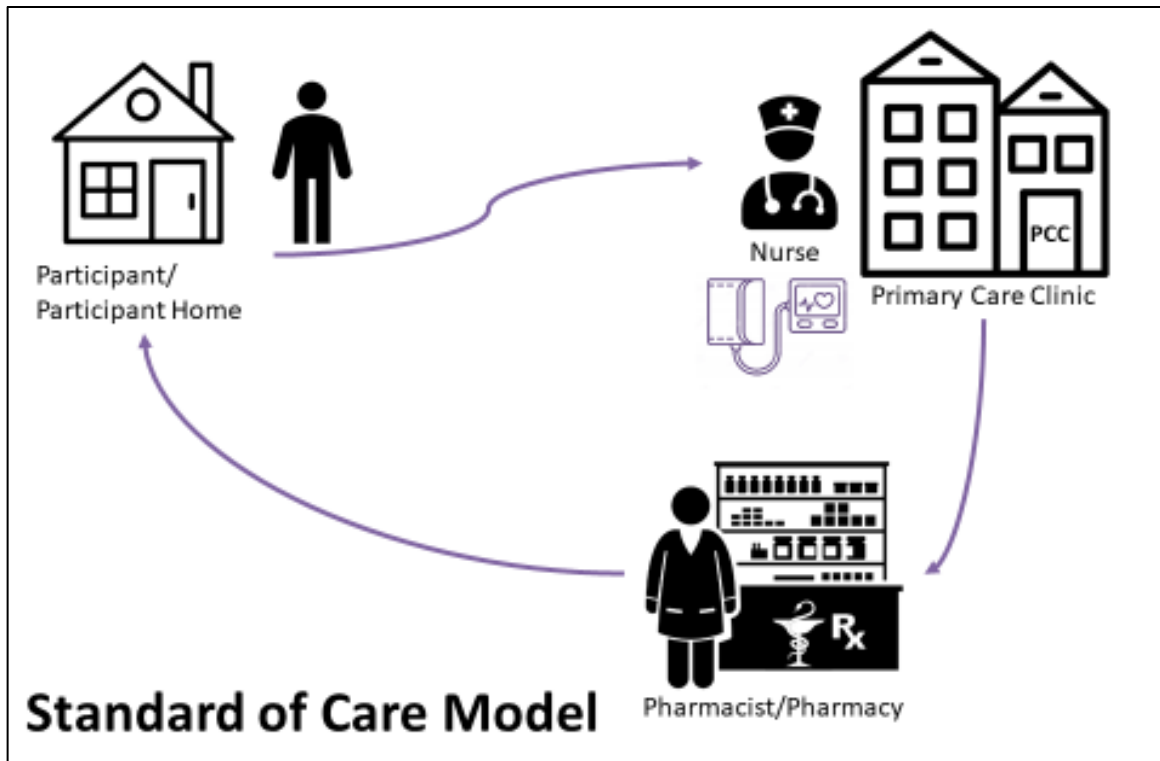 Participant/
Participant Home
Nurse
PCC
Primary Care Clinic
Rx
Pharmacist/Pharmacy
Standard of Care Model